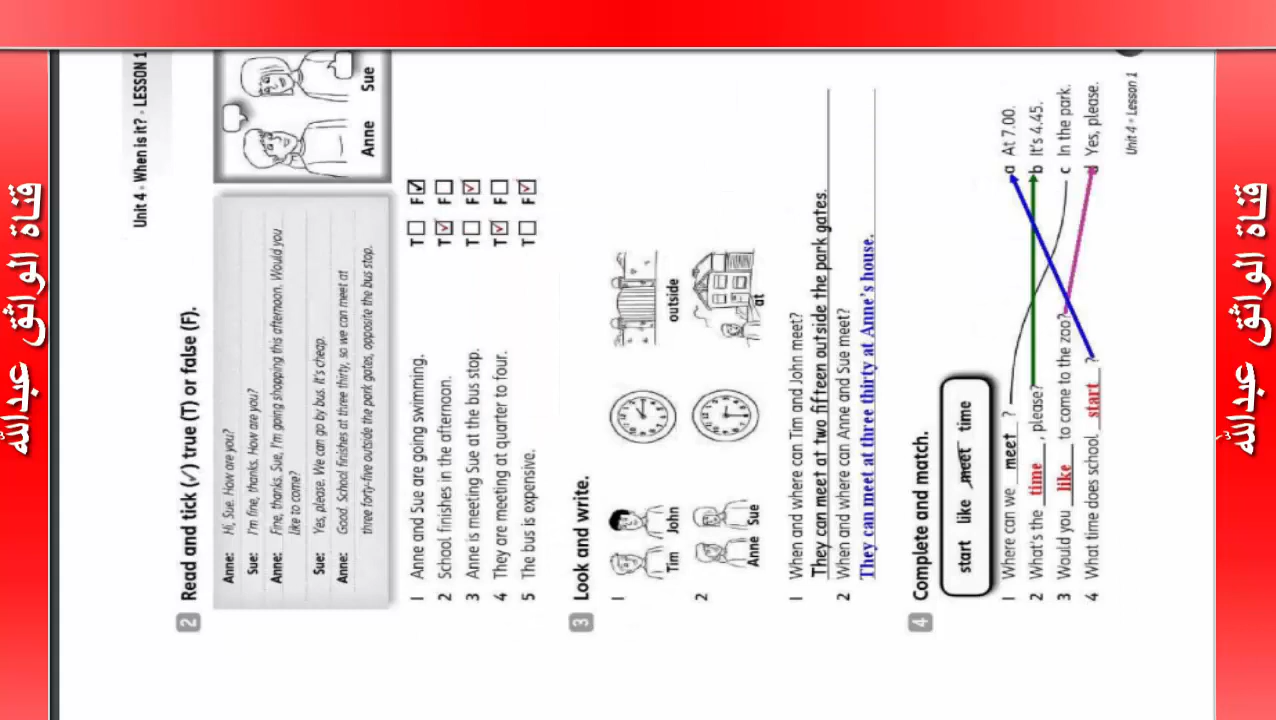 قناة الواثق عبدالله
Unit 4 • When is it? • LESSON 1
2 Read and tick (✓) true (T) or false (F).
Anne: Hi, Sue. How are you?
Sue: I'm fine, thanks. How are you?
Anne: Fine, thanks. Sue, I'm going shopping this afternoon. Would you
like to come?
Sue: Yes, please. We can go by bus. It's cheap.
Anne: Good. School finishes at three thirty, so we can meet at
three forty-five outside the park gates, opposite the bus stop.
Anne Sue
1 Anne and Sue are going swimming. T F ✓
2 School finishes in the afternoon. T ✓ F
3 Anne is meeting Sue at the bus stop. T F ✓
4 They are meeting at quarter to four. T ✓ F
5 The bus is expensive. T F ✓
3 Look and write.
1 Tim John outside
2 Anne Sue at
1 When and where can Tim and John meet?
They can meet at two fifteen outside the park gates.
2 When and where can Anne and Sue meet?
They can meet at three thirty at Anne's house.
4 Complete and match.
start like meet time
1 Where can we meet ? a At 7.00.
2 What's the time , please? b It's 4.45.
3 Would you like to come to the zoo? c In the park.
4 What time does school start ? d Yes, please.
Unit 4 • Lesson 1
قناة الواثق عبدالله